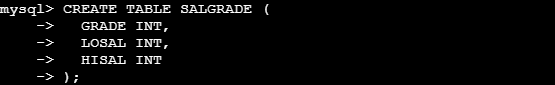 mysql> CREATE TABLE SALGRADE (
    ->   GRADE INT,
    ->   LOSAL INT,
    ->   HISAL INT
    -> );